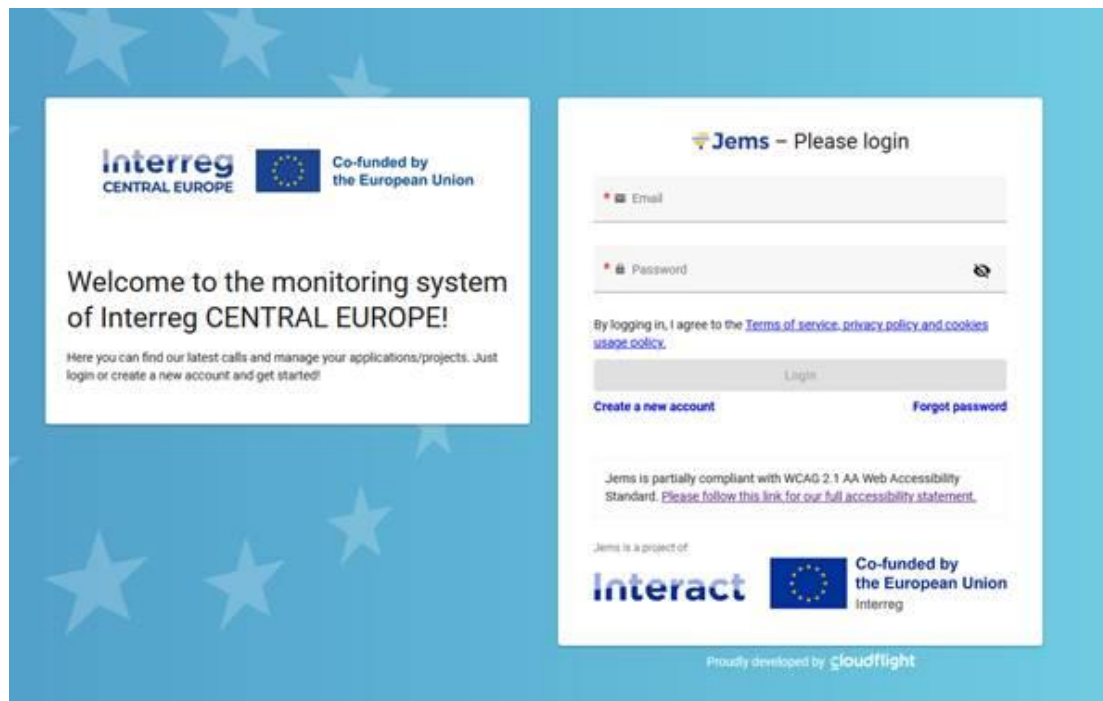 Interreg
CENTRAL EUROPE
Co-funded by
the European Union
Welcome to the monitoring system
of Interreg CENTRAL EUROPE!
Here you can find our latest calls and manage your applications/projects. Just
login or create a new account and get started!
Jems – Please login
* Email
* Password
By logging in, I agree to the Terms of service, privacy policy and cookies
usage policy.
Login
Create a new account
Forgot password
Jems is partially compliant with WCAG 2.1 AA Web Accessibility
Standard. Please follow this link for our full accessibility statement.
Jems is a project of
Interact
Co-funded by
the European Union
Interreg
Proudly developed by cloudflight